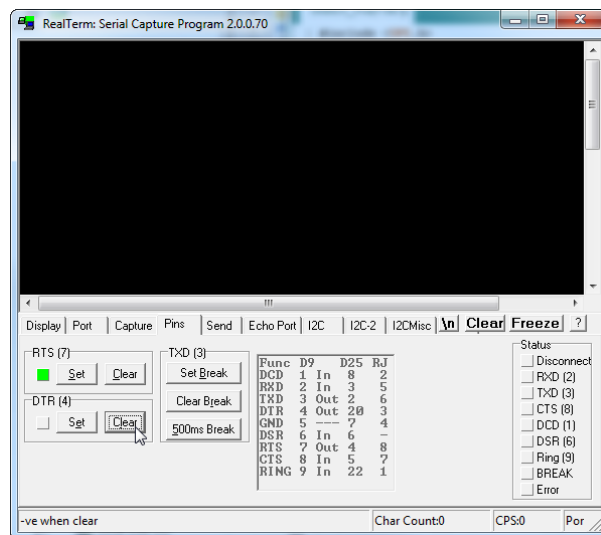 RealTerm: Serial Capture Program 2.0.0.70
Display Port Capture Pins Send Echo Port I2C I2C-2 I2CMisc \n Clear Freeze ?
RTS (7)
Set Clear
DTR (4)
Set Clear
TXD (3)
Set Break
Clear Break
500ms Break
Func D9 D25 RJ
DCD 1 In 8 2
RXD 2 In 3 5
TXD 3 Out 2 6
DTR 4 Out 20 3
GND 5 --- 7 4
DSR 6 In 6 -
RTS 7 Out 4 8
CTS 8 In 5 7
RING 9 In 22 1
Status
Disconnect
RXD (2)
TXD (3)
CTS (8)
DCD (1)
DSR (6)
Ring (9)
BREAK
Error
-ve when clear Char Count:0 CPS:0 Por